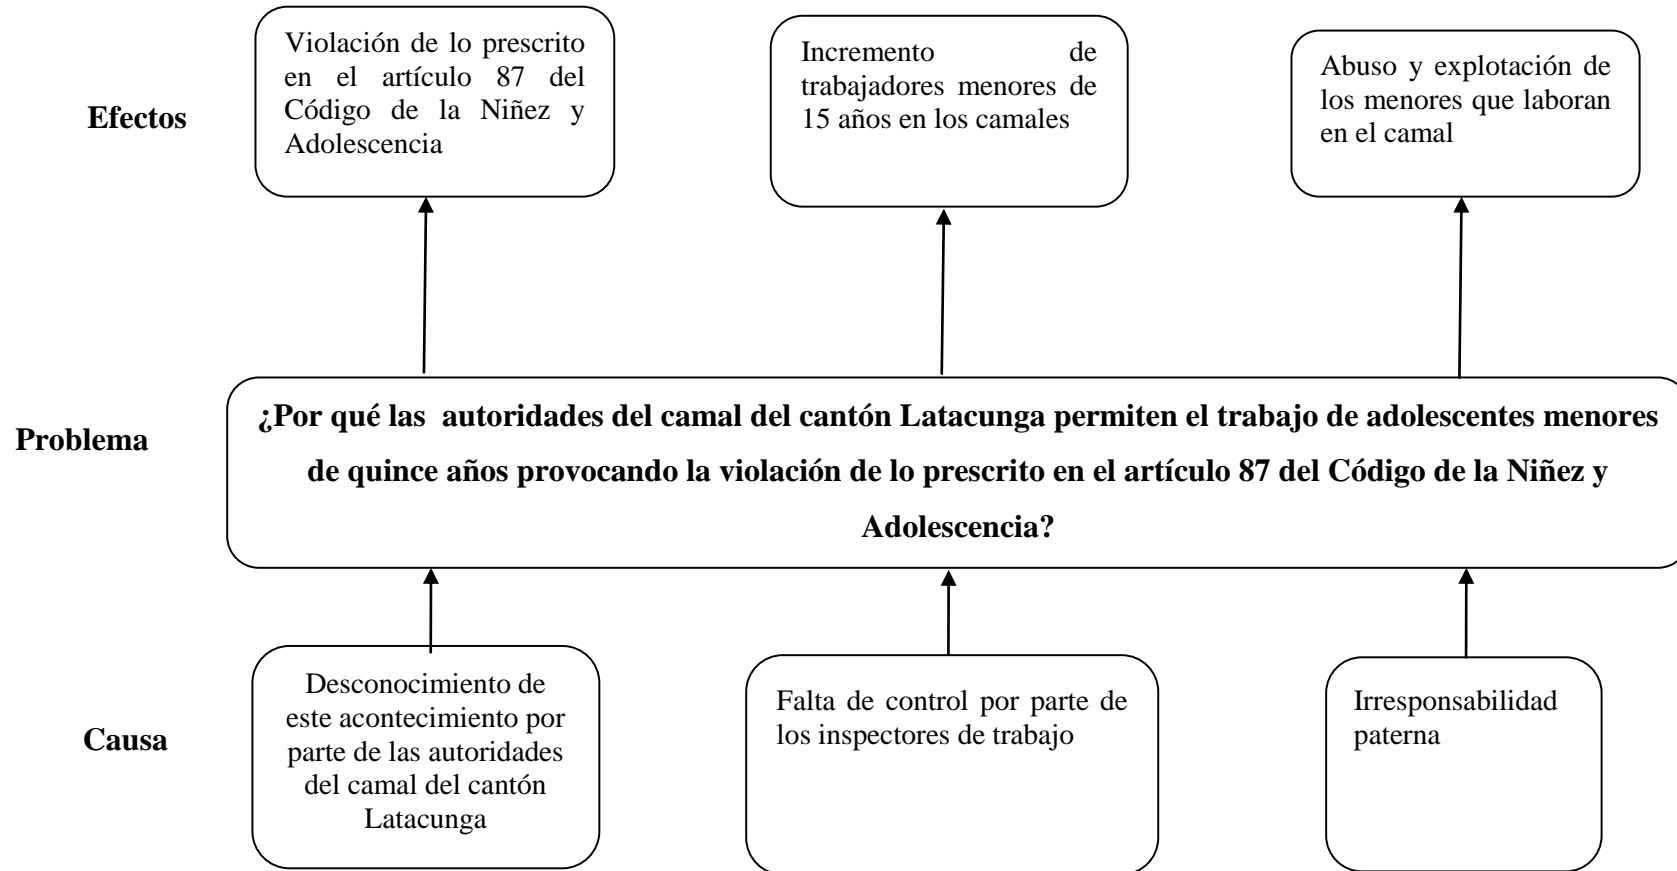 Efectos
Violación de lo prescrito
en el artículo 87 del
Código de la Niñez y
Adolescencia
Incremento de
trabajadores menores de
15 años en los camales
Abuso y explotación de
los menores que laboran
en el camal
Problema
¿Por qué las autoridades del camal del cantón Latacunga permiten el trabajo de adolescentes menores
de quince años provocando la violación de lo prescrito en el artículo 87 del Código de la Niñez y
Adolescencia?
Causa
Desconocimiento de
este acontecimiento por
parte de las autoridades
del camal del cantón
Latacunga
Falta de control por parte de
los inspectores de trabajo
Irresponsabilidad
paterna